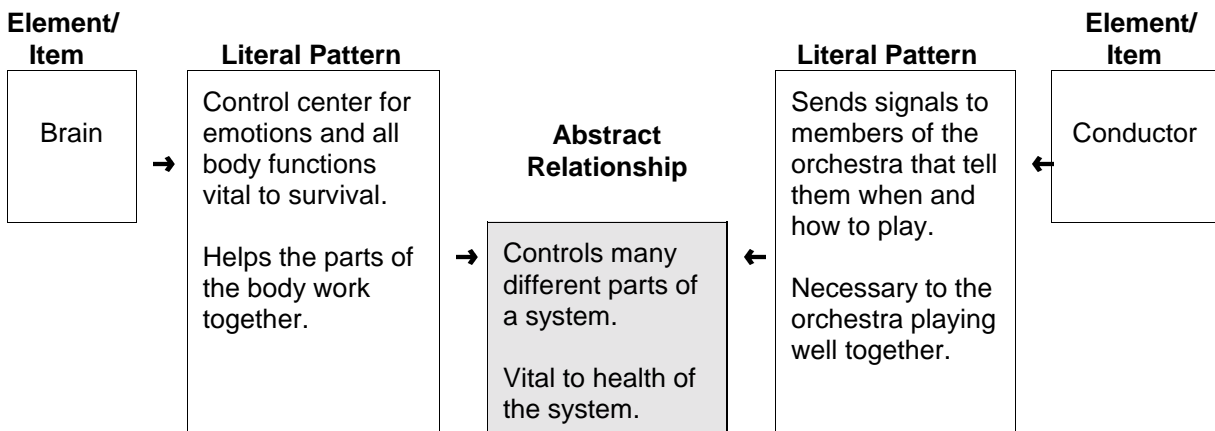 Element/
Item
Literal Pattern
Brain
Control center for
emotions and all
body functions
vital to survival.
Helps the parts of
the body work
together.
Abstract
Relationship
Controls many
different parts of
a system.
Vital to health of
the system.
Literal Pattern
Sends signals to
members of the
orchestra that tell
them when and
how to play.
Necessary to the
orchestra playing
well together.
Element/
Item
Conductor